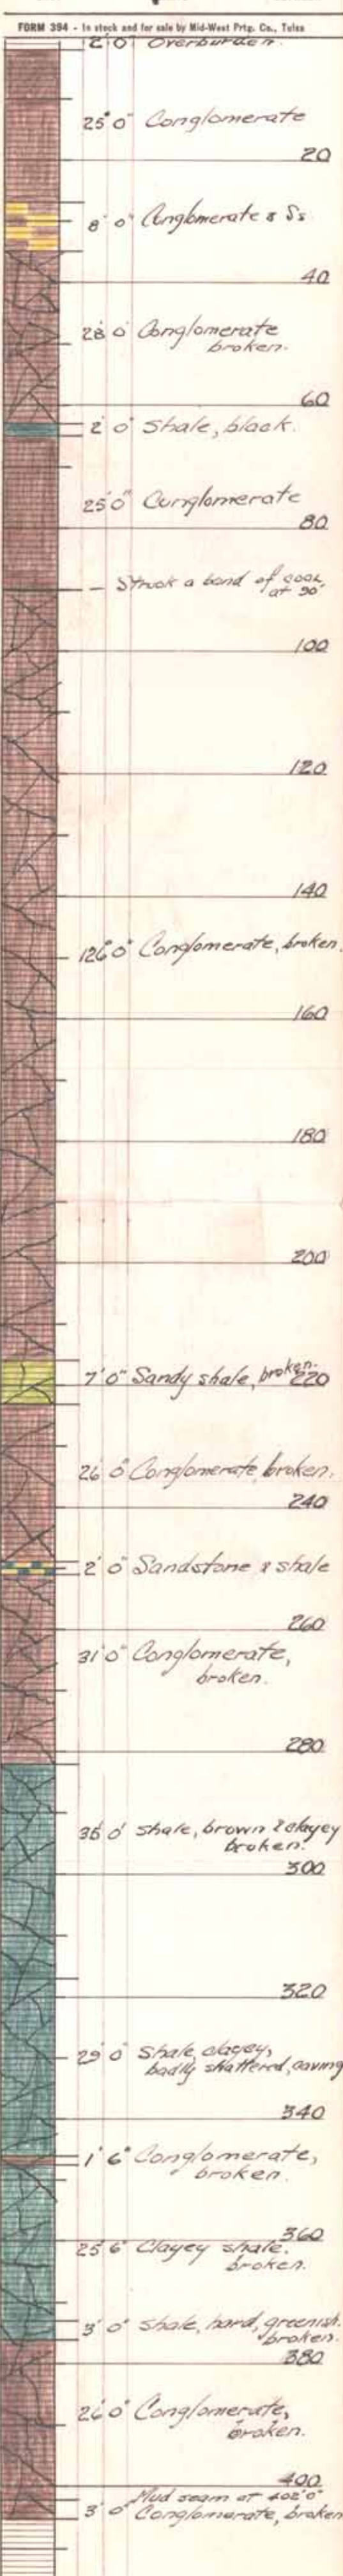 FORM 394 - In stock and for sale by Mid-West Prtg. Co., Tulsa
2' 0" Overburden.
25' 0" Conglomerate
20
8' 0" Conglomerate & Ss
40
28' 0" Conglomerate
broken.
60
2' 0" Shale, black.
25' 0" Conglomerate
80
Struck a band of
at 90'
100
120
140
126' 0" Conglomerate, broken.
160
180
200
7' 0" Sandy shale, broken.
220
26' 0" Conglomerate broken.
240
2' 0" Sandstone & shale
260
31' 0" Conglomerate,
broken.
280
35' 0" Shale, brown & clayey
broken.
300
320
29' 0" Shale, clayey,
badly shattered, caving
340
1' 6" Conglomerate,
broken.
360
25' 6" Clayey shale.
broken.
3' 0" Shale, hard, greenish.
broken.
380
26' 0" Conglomerate,
broken.
400
Mud seam at 402' 0"
3' 0" Conglomerate, broken